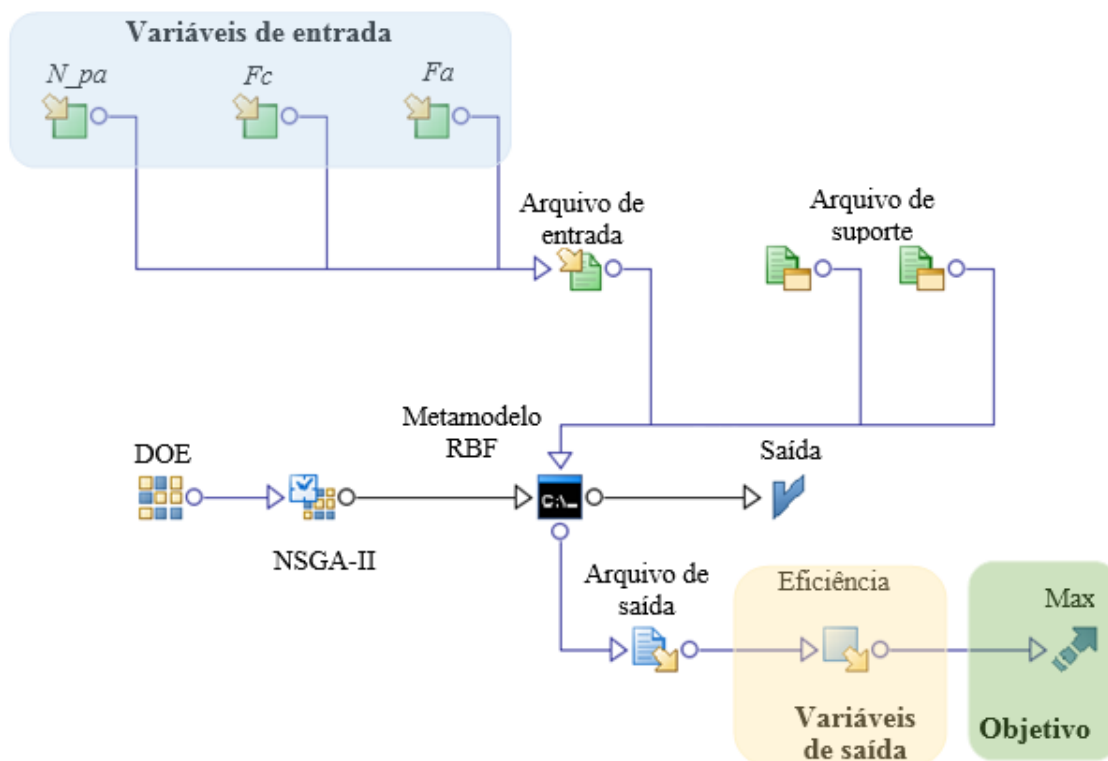 Variáveis de entrada
N_pa
Fc
Fa
Arquivo de
entrada
Arquivo de
suporte
Metamodelo
RBF
DOE
Saída
C:\_
NSGA-II
Arquivo de
saída
Eficiência
Max
Variáveis
de saída
Objetivo